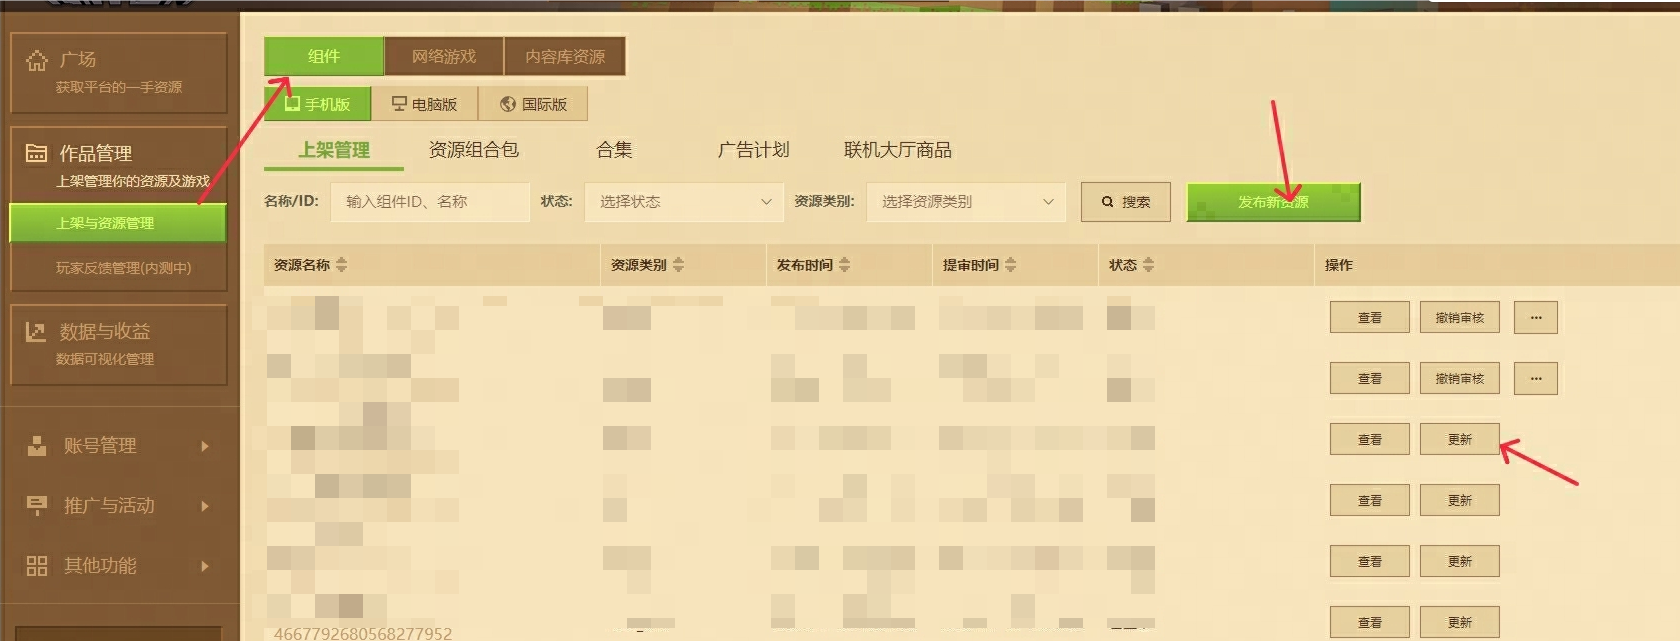 广场
获取平台的一手资源
作品管理
上架管理你的资源及游戏
上架与资源管理
玩家反馈管理(内测中)
数据与收益
数据可视化管理
账号管理
推广与活动
其他功能
组件 网络游戏 内容库资源
手机版 电脑版 国际版
上架管理 资源组合包 合集 广告计划 联机大厅商品
名称/ID: 输入组件ID、名称 状态: 选择状态 资源类别: 选择资源类别 搜索 发布新资源
资源名称 资源类别 发布时间 提审时间 状态 操作
查看 撤销审核 ...
查看 撤销审核 ...
查看 更新
查看 更新
查看 更新
查看 更新
4667792680568277952